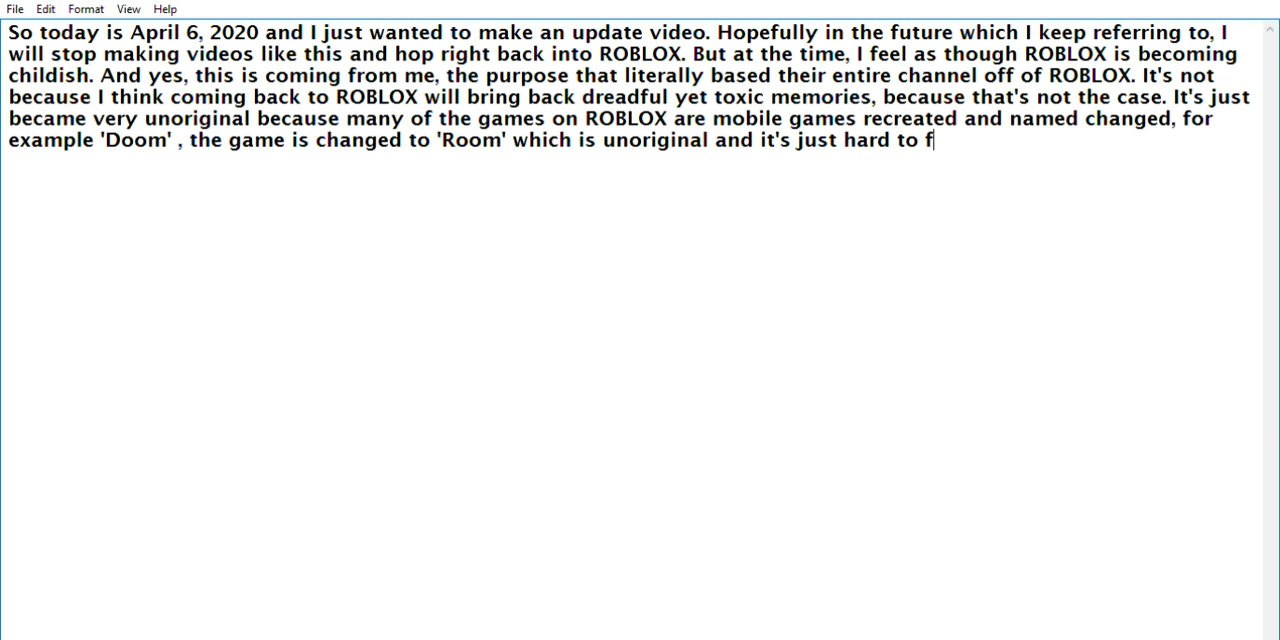 File Edit Format View Help
So today is April 6, 2020 and I just wanted to make an update video. Hopefully in the future which I keep referring to, I
will stop making videos like this and hop right back into ROBLOX. But at the time, I feel as though ROBLOX is becoming
childish. And yes, this is coming from me, the purpose that literally based their entire channel off of ROBLOX. It's not
because I think coming back to ROBLOX will bring back dreadful yet toxic memories, because that's not the case. It's just
became very unoriginal because many of the games on ROBLOX are mobile games recreated and named changed, for
example 'Doom' , the game is changed to 'Room' which is unoriginal and it's just hard to f